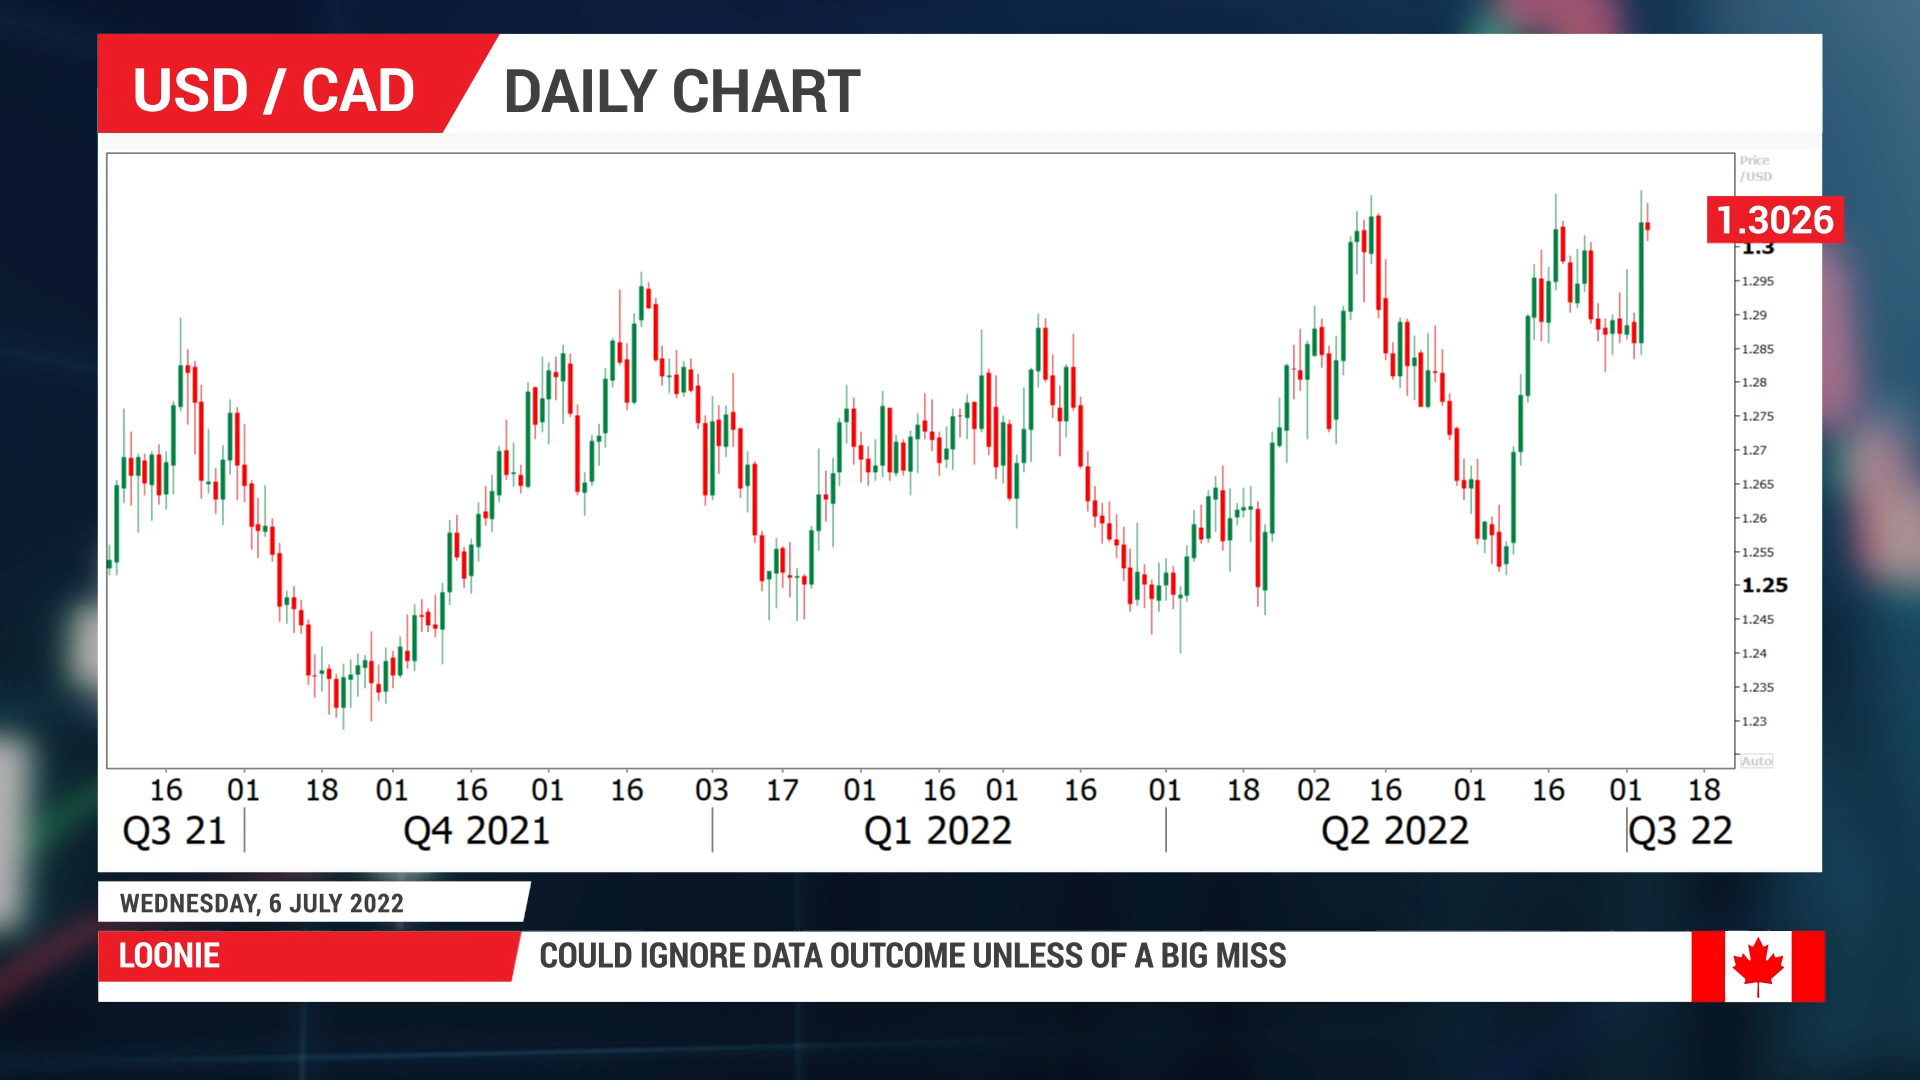 USD / CAD
DAILY CHART
Price
/USD
1.3026
1.3
1.295
1.29
1.285
1.28
1.275
1.27
1.265
1.26
1.255
1.25
1.245
1.24
1.235
1.23
Auto
16 01 18 01 16 01 16 03 17 01 16 01 16 01 18 02 16 01 16 01 18
Q3 21 Q4 2021 Q1 2022 Q2 2022 Q3 22
WEDNESDAY, 6 JULY 2022
LOONIE
COULD IGNORE DATA OUTCOME UNLESS OF A BIG MISS